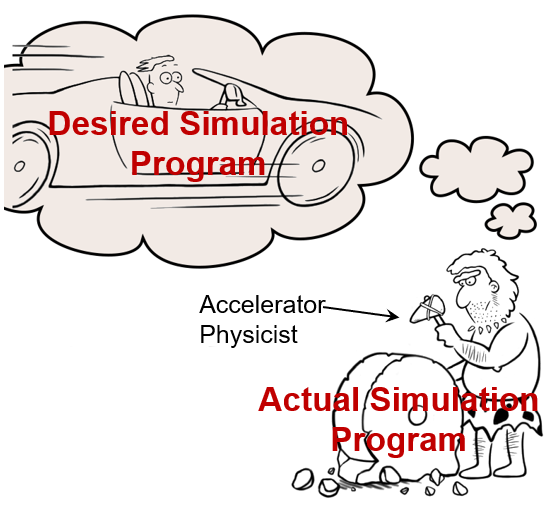 Desired Simulation
Program
Accelerator
Physicist
Actual Simulation
Program